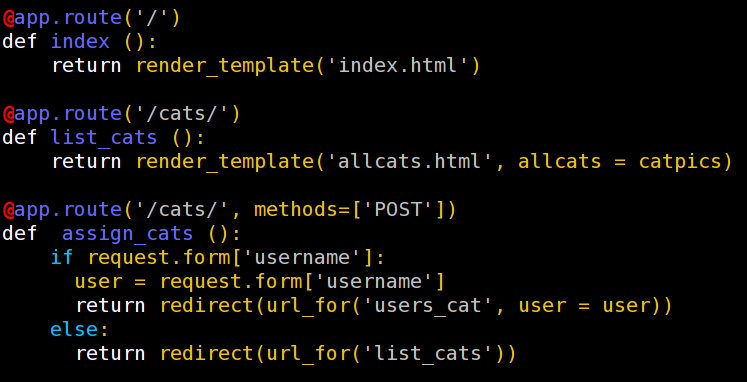 @app.route('/')
def index ():
    return render_template('index.html')

@app.route('/cats/')
def list_cats ():
    return render_template('allcats.html', allcats = catpics)

@app.route('/cats/', methods=['POST'])
def  assign_cats ():
    if request.form['username']:
      user = request.form['username']
      return redirect(url_for('users_cat', user = user))
    else:
      return redirect(url_for('list_cats'))